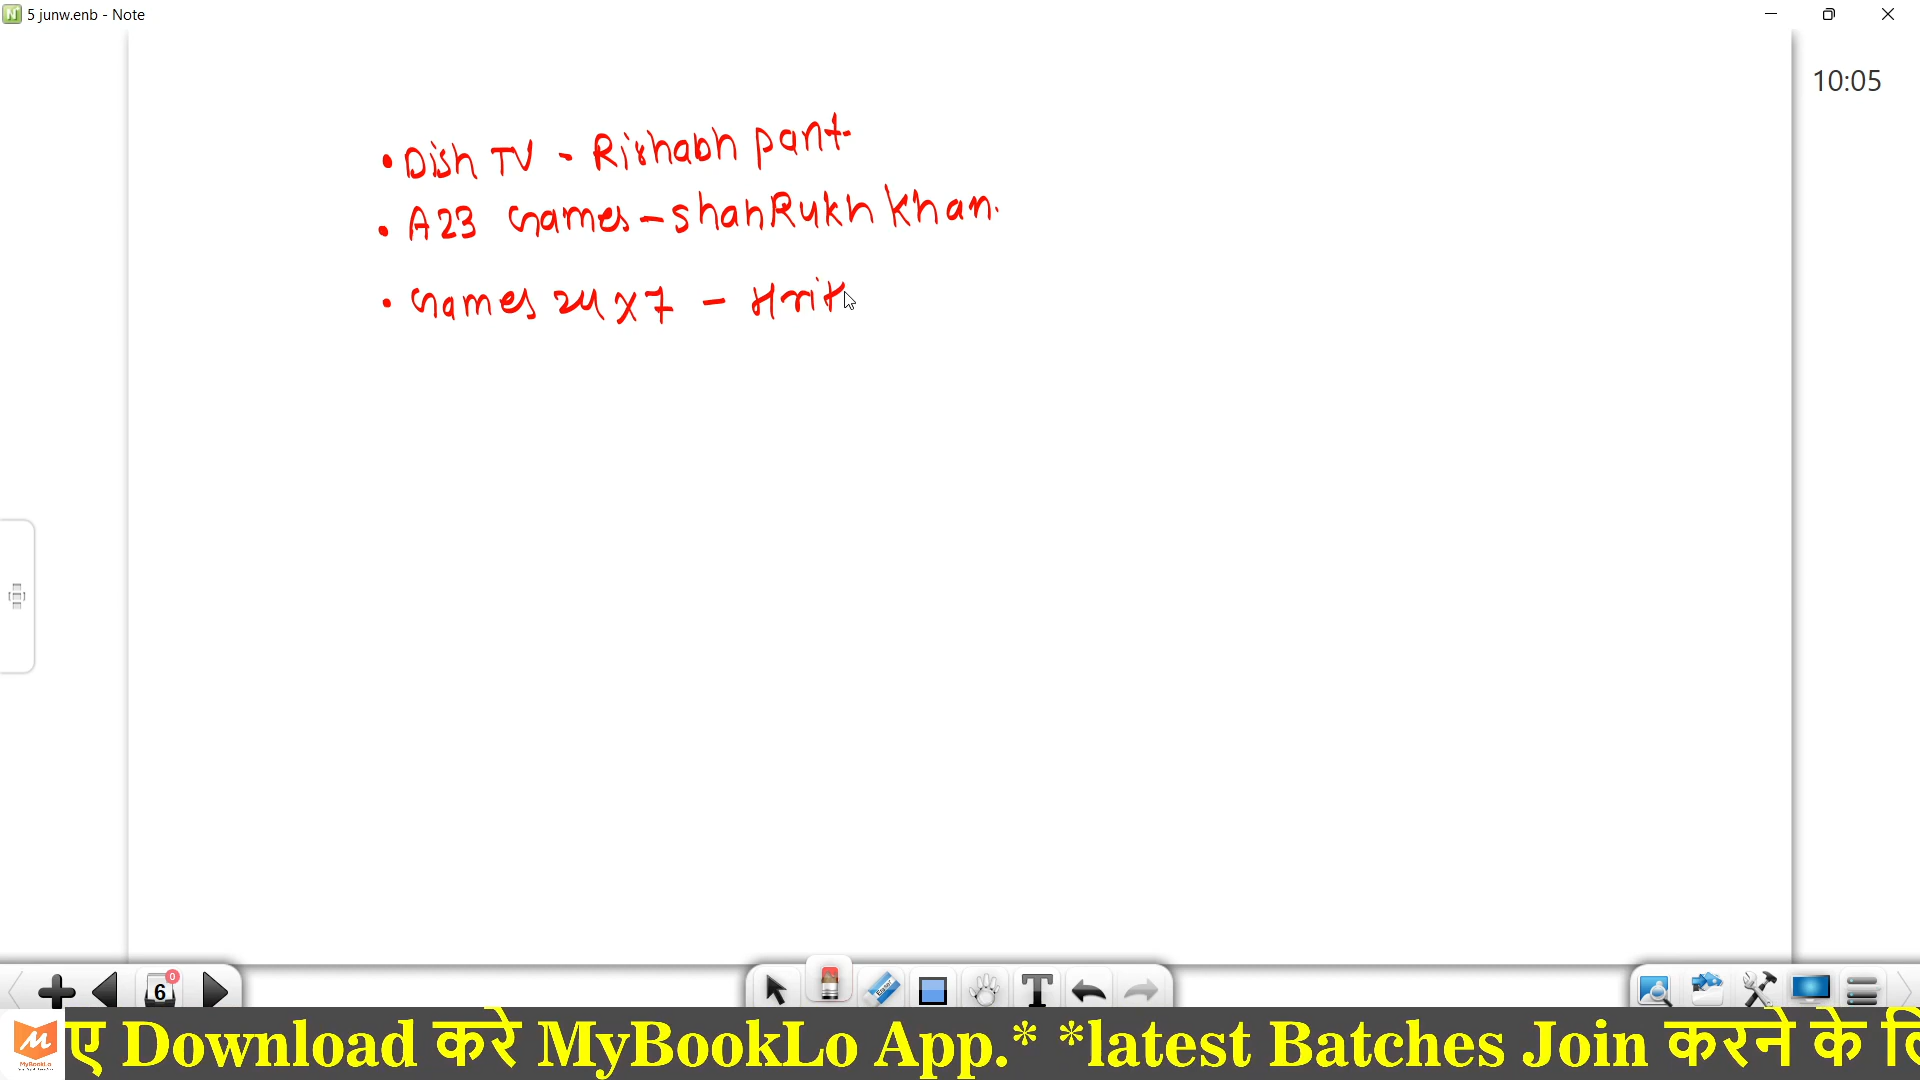 5 junw.enb - Note
10:05
• Dish TV - Rishabh pant
• A23 Games - shahRukh Khan.
• Games 24x7 - Hrit
0
6
ए Download करे MyBookLo App.* *latest Batches Join करने के लि
MyBookLo